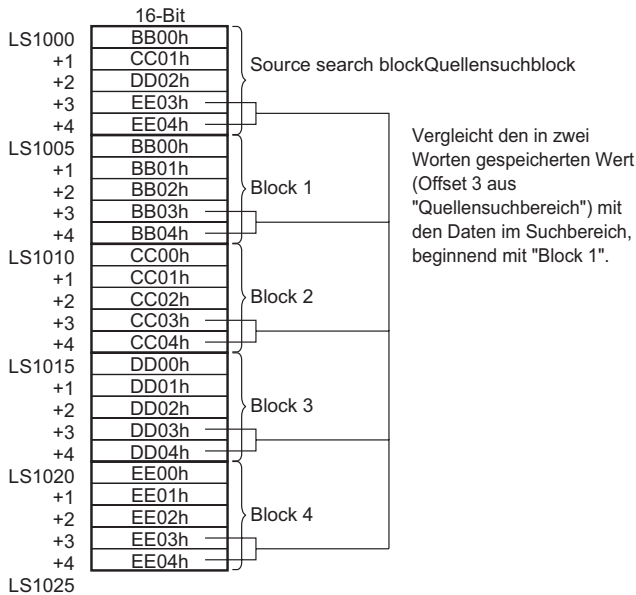 16-Bit
LS1000 BB00h
+1 CC01h
+2 DD02h
+3 EE03h
+4 EE04h
Source search blockQuellensuchblock
LS1005 BB00h
+1 BB01h
+2 BB02h
+3 BB03h
+4 BB04h
Block 1
LS1010 CC00h
+1 CC01h
+2 CC02h
+3 CC03h
+4 CC04h
Block 2
LS1015 DD00h
+1 DD01h
+2 DD02h
+3 DD03h
+4 DD04h
Block 3
LS1020 EE00h
+1 EE01h
+2 EE02h
+3 EE03h
+4 EE04h
Block 4
LS1025
Vergleicht den in zwei
Worten gespeicherten Wert
(Offset 3 aus
"Quellensuchbereich") mit
den Daten im Suchbereich,
beginnend mit "Block 1".